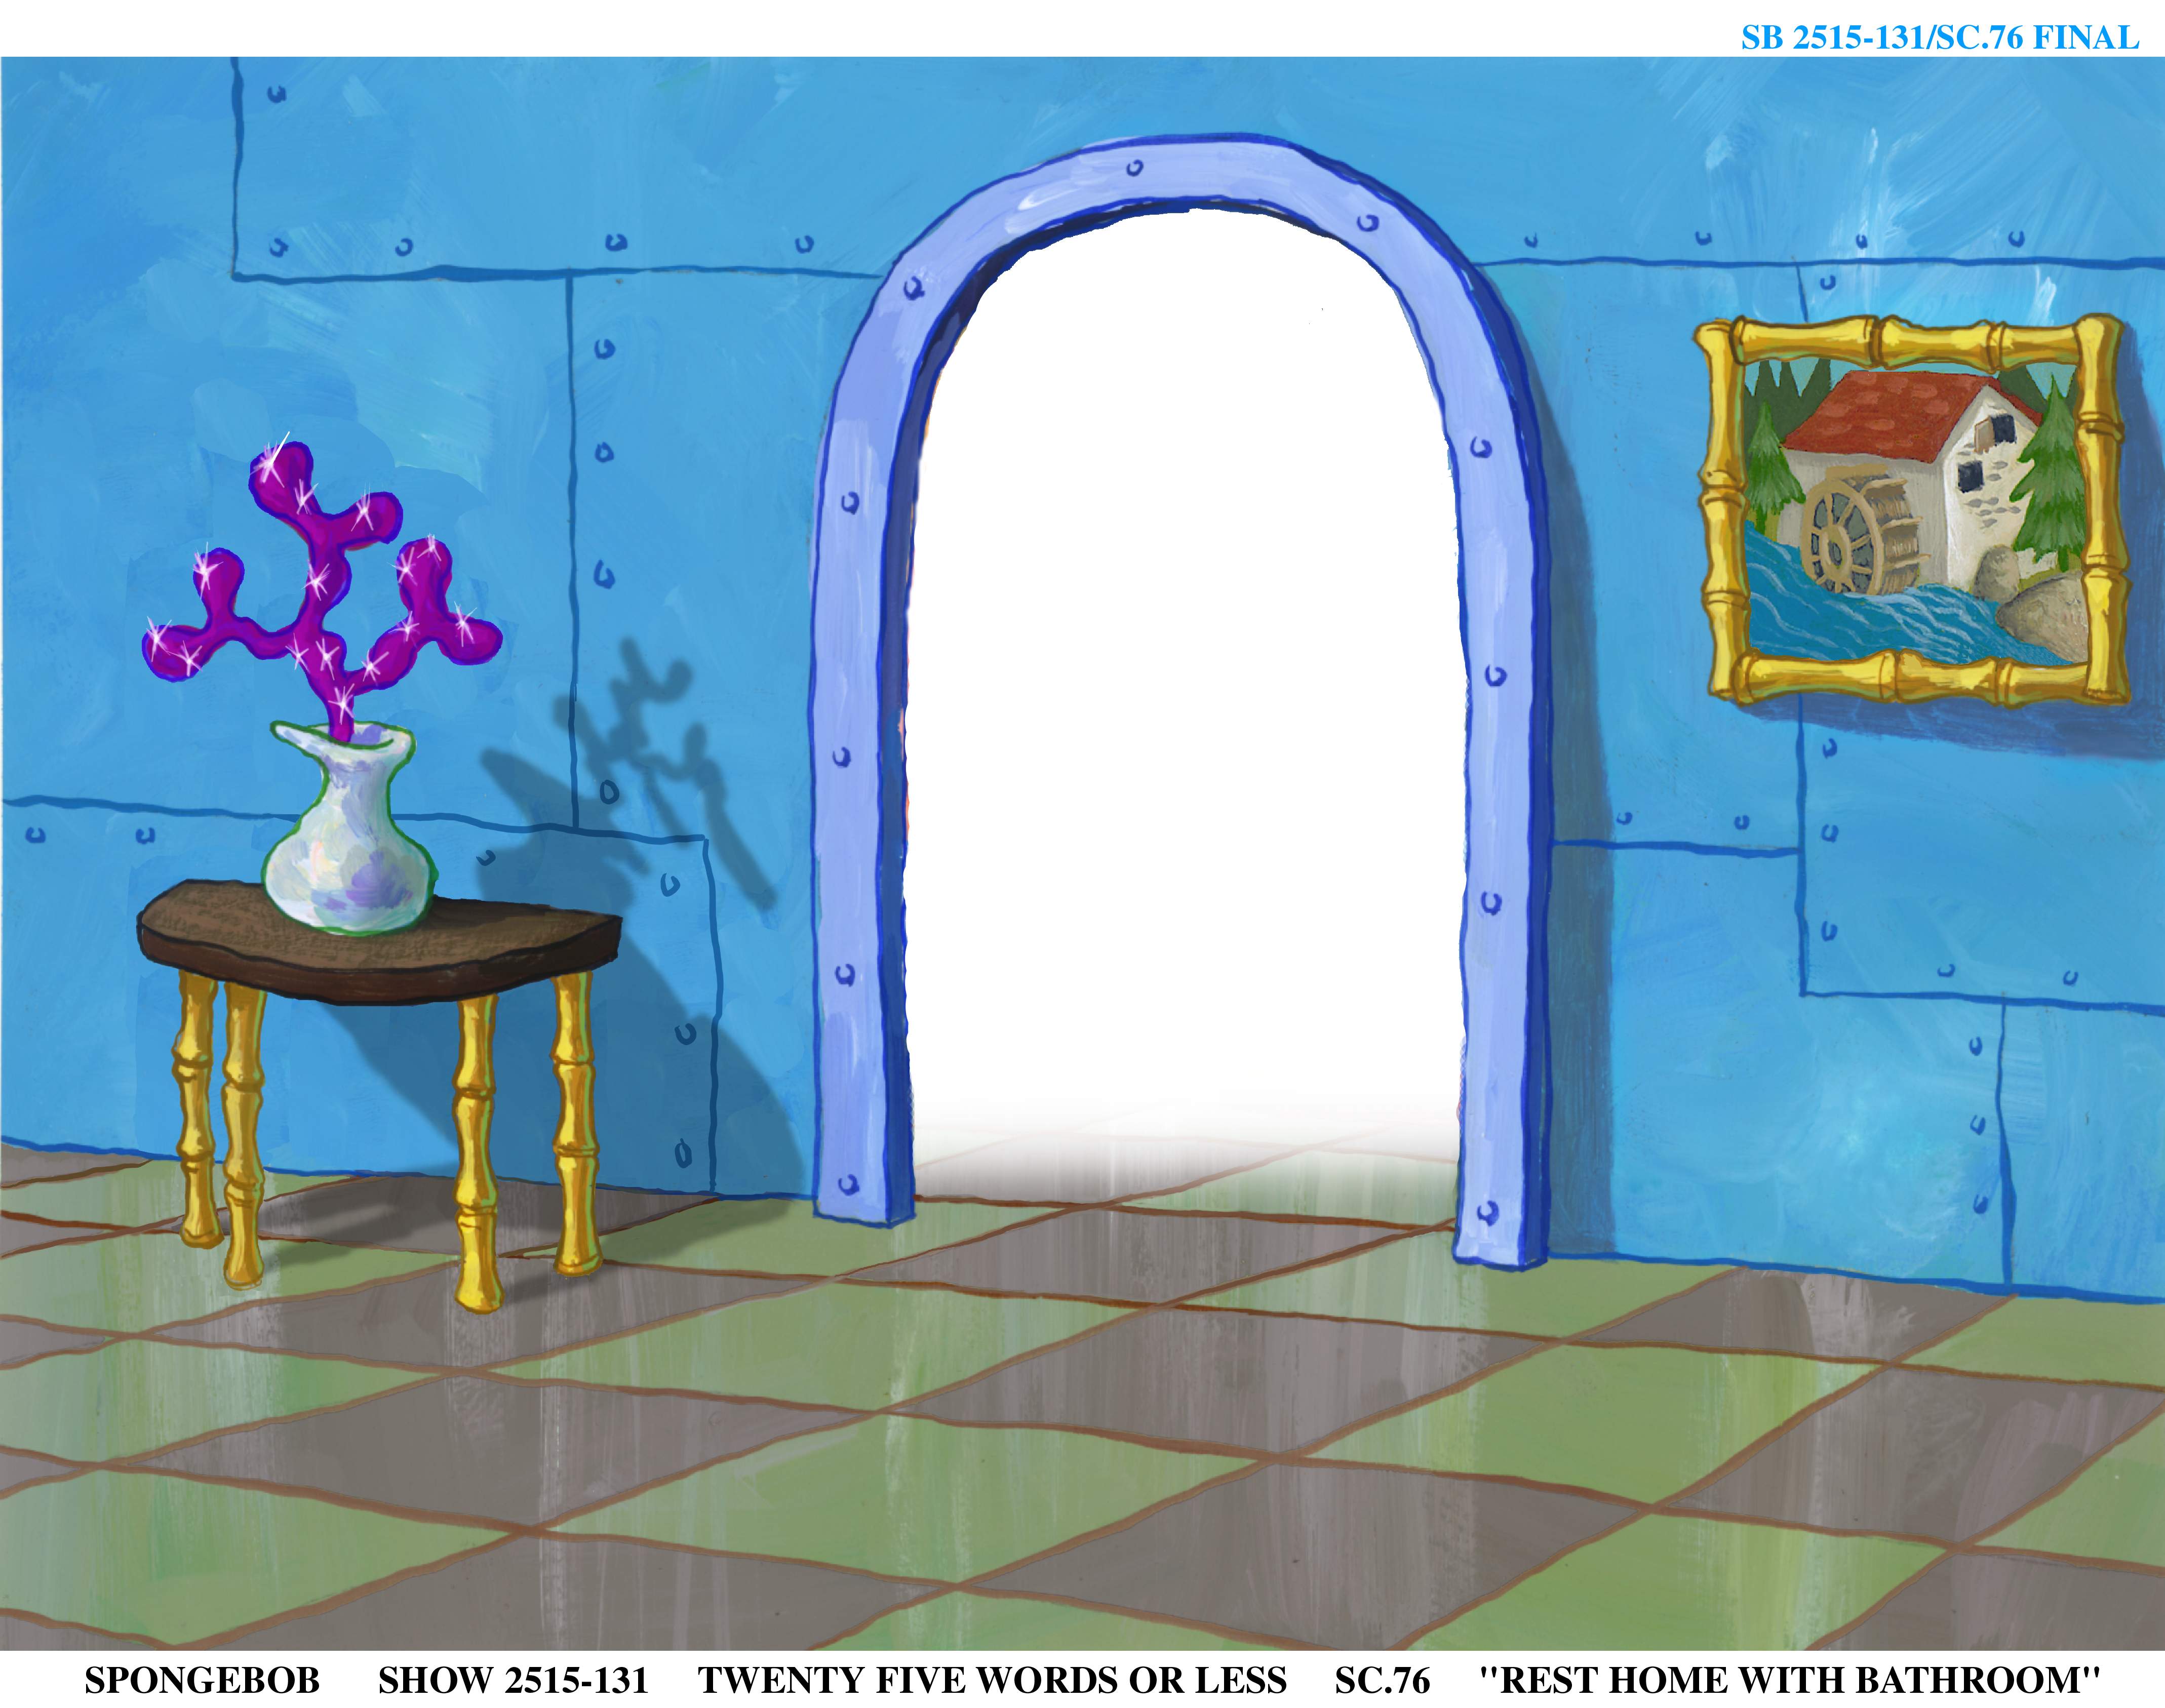 SB 2515-131/SC.76 FINAL
SPONGEBOB SHOW 2515-131 TWENTY FIVE WORDS OR LESS SC.76 "REST HOME WITH BATHROOM"